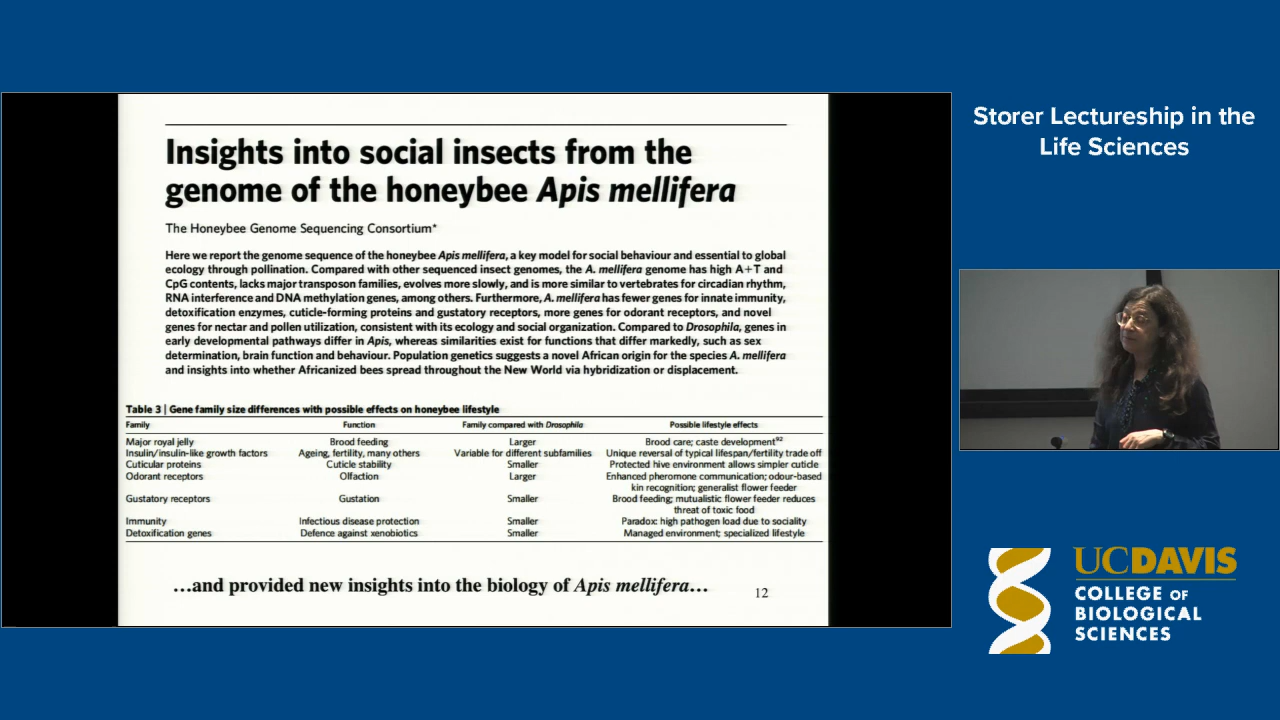 Insights into social insects from the
genome of the honeybee Apis mellifera
The Honeybee Genome Sequencing Consortium*
Here we report the genome sequence of the honeybee Apis mellifera, a key model for social behaviour and essential to global
ecology through pollination. Compared with other sequenced insect genomes, the A. mellifera genome has high A+T and
CpG contents, lacks major transposon families, evolves more slowly, and is more similar to vertebrates for circadian rhythm,
RNA interference and DNA methylation genes, among others. Furthermore, A. mellifera has fewer genes for innate immunity,
detoxification enzymes, cuticle-forming proteins and gustatory receptors, more genes for odorant receptors, and novel
genes for nectar and pollen utilization, consistent with its ecology and social organization. Compared to Drosophila, genes in
early developmental pathways differ in Apis, whereas similarities exist for functions that differ markedly, such as sex
determination, brain function and behaviour. Population genetics suggests a novel African origin for the species A. mellifera
and insights into whether Africanized bees spread throughout the New World via hybridization or displacement.
Table 3 | Gene family size differences with possible effects on honeybee lifestyle
Family Function Family compared with Drosophila Possible lifestyle effects
Major royal jelly Brood feeding Larger Brood care; caste development92
Insulin/insulin-like growth factors Ageing, fertility, many others Variable for different subfamilies Unique reversal of typical lifespan/fertility trade off
Cuticular proteins Cuticle stability Smaller Protected hive environment allows simpler cuticle
Odorant receptors Olfaction Larger Enhanced pheromone communication; odour-based
kin recognition; generalist flower feeder
Gustatory receptors Gustation Smaller Brood feeding; mutualistic flower feeder reduces
threat of toxic food
Immunity Infectious disease protection Smaller Paradox: high pathogen load due to sociality
Detoxification genes Defence against xenobiotics Smaller Managed environment; specialized lifestyle
…and provided new insights into the biology of Apis mellifera…
12
Storer Lectureship in the
Life Sciences
UCDAVIS
COLLEGE OF
BIOLOGICAL
SCIENCES